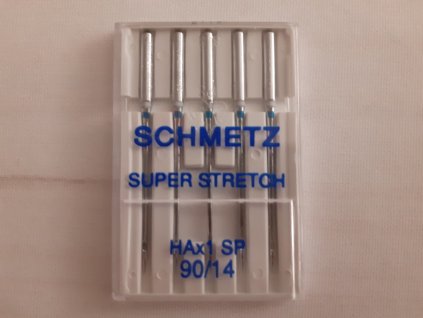 SCHMETZ
SUPER STRETCH
HAx1 SP
90/14